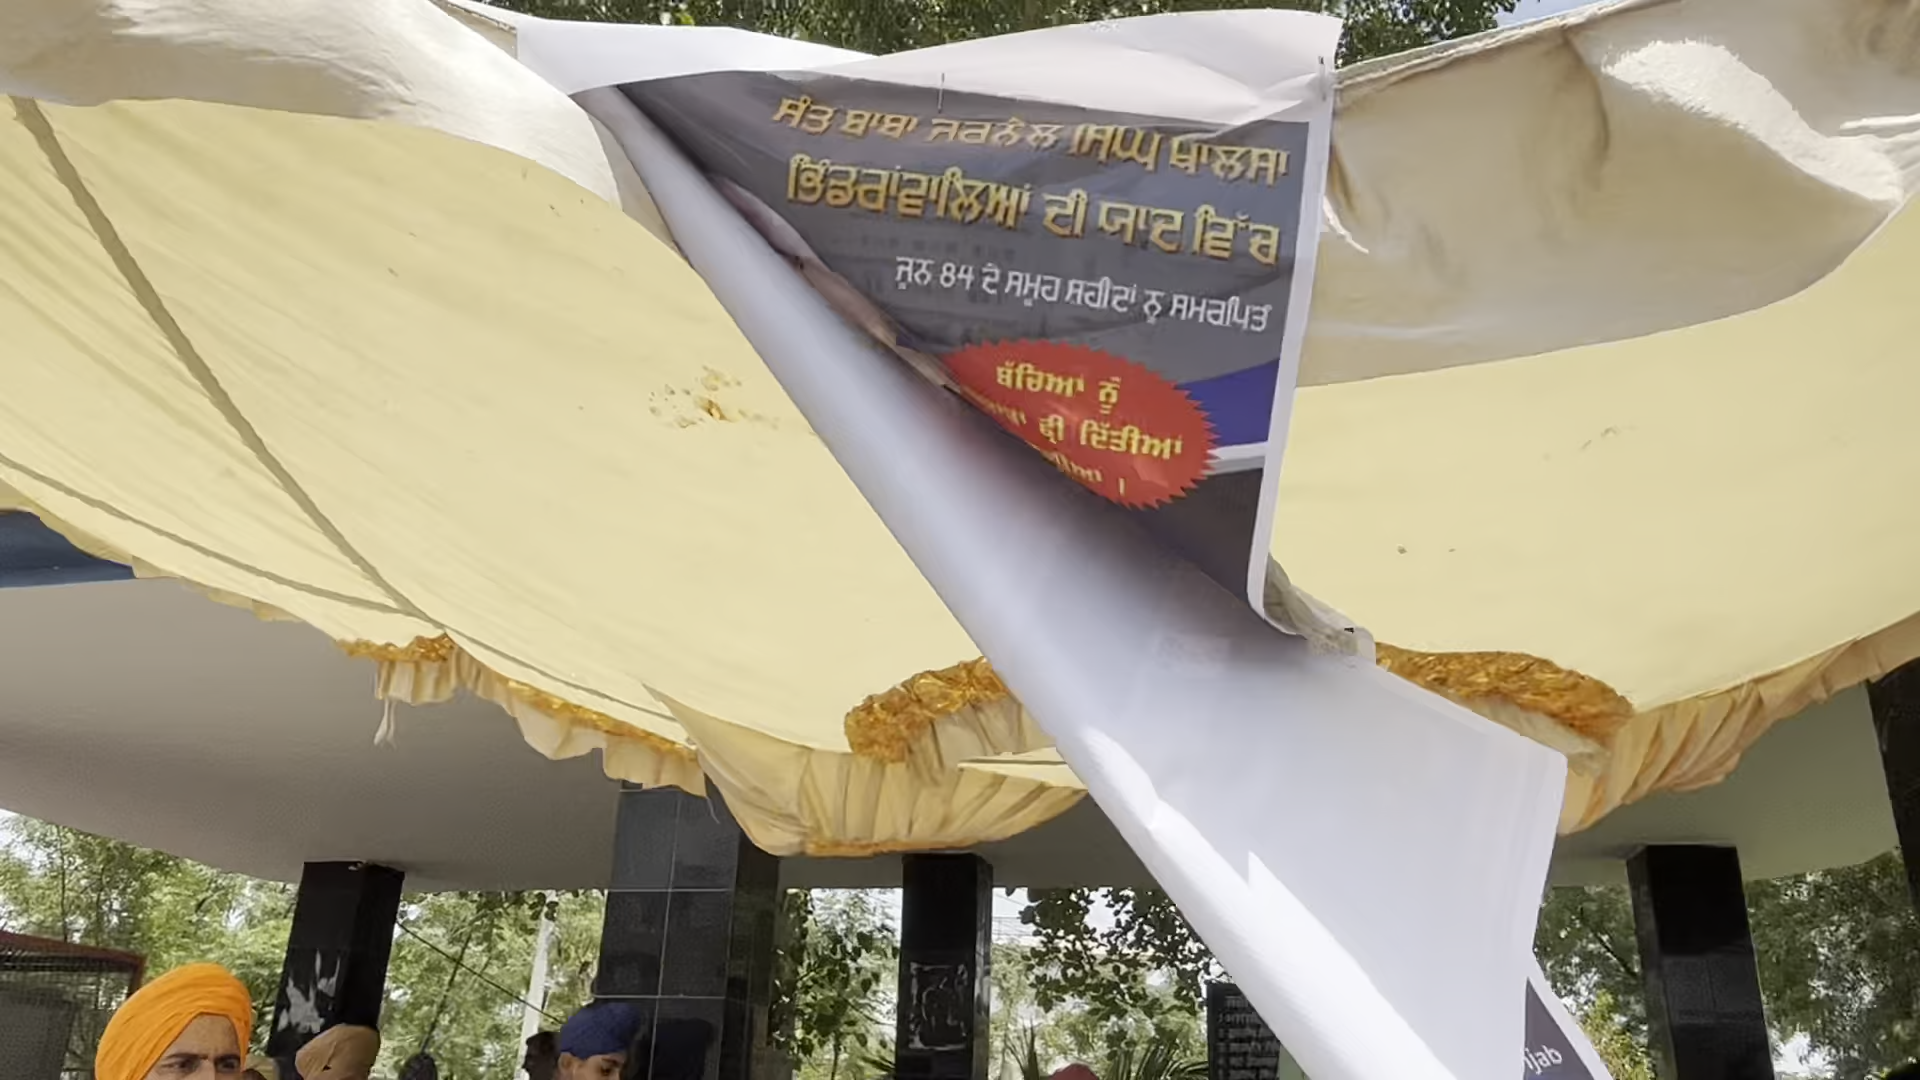 ਸੰਤ ਬਾਬਾ ਜਰਨੈਲ ਸਿੰਘ ਖਾਲਸਾ
ਭਿੰਡਰਾਂਵਾਲਿਆਂ ਦੀ ਯਾਦ ਵਿੱਚ
ਜੂਨ 84 ਦੇ ਸਮੂਹ ਸ਼ਹੀਦਾਂ ਨੂੰ ਸਮਰਪਿਤ
ਬੱਚਿਆਂ ਨੂੰ
ਫ੍ਰੀ ਦਿੱਤੀਆਂ